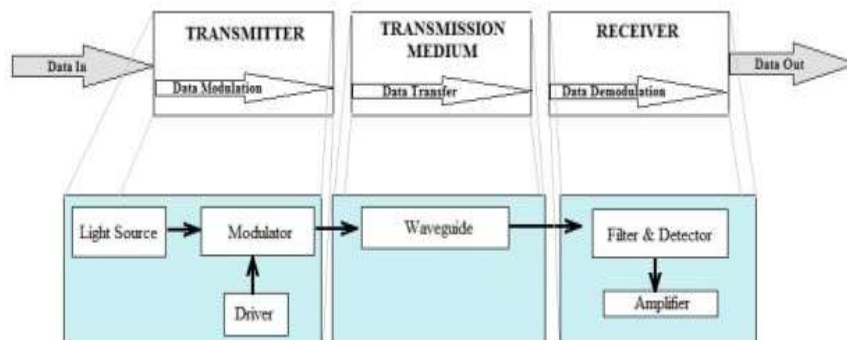 TRANSMITTER
TRANSMISSION
MEDIUM
RECEIVER
Data In
Data Modulation
Data Transfer
Data Demodulation
Data Out
Light Source
Modulator
Waveguide
Filter & Detector
Driver
Amplifier